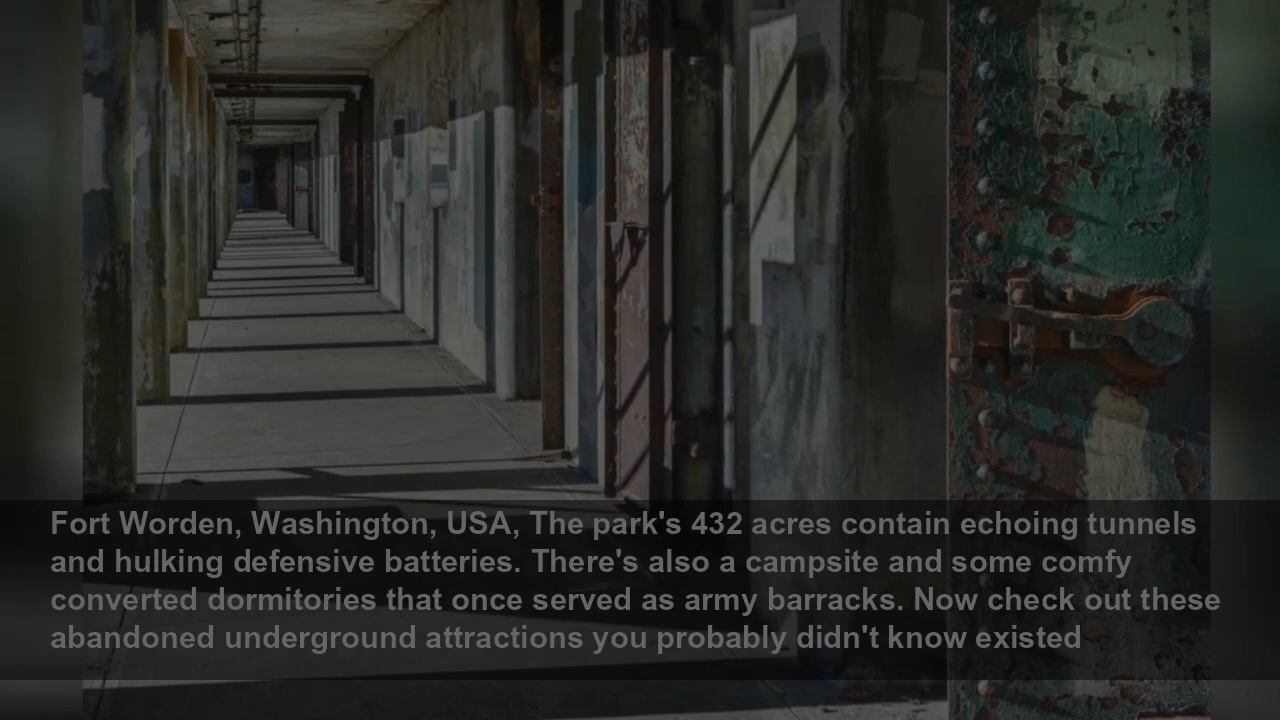 Fort Worden, Washington, USA, The park's 432 acres contain echoing tunnels
and hulking defensive batteries. There's also a campsite and some comfy
converted dormitories that once served as army barracks. Now check out these
abandoned underground attractions you probably didn't know existed